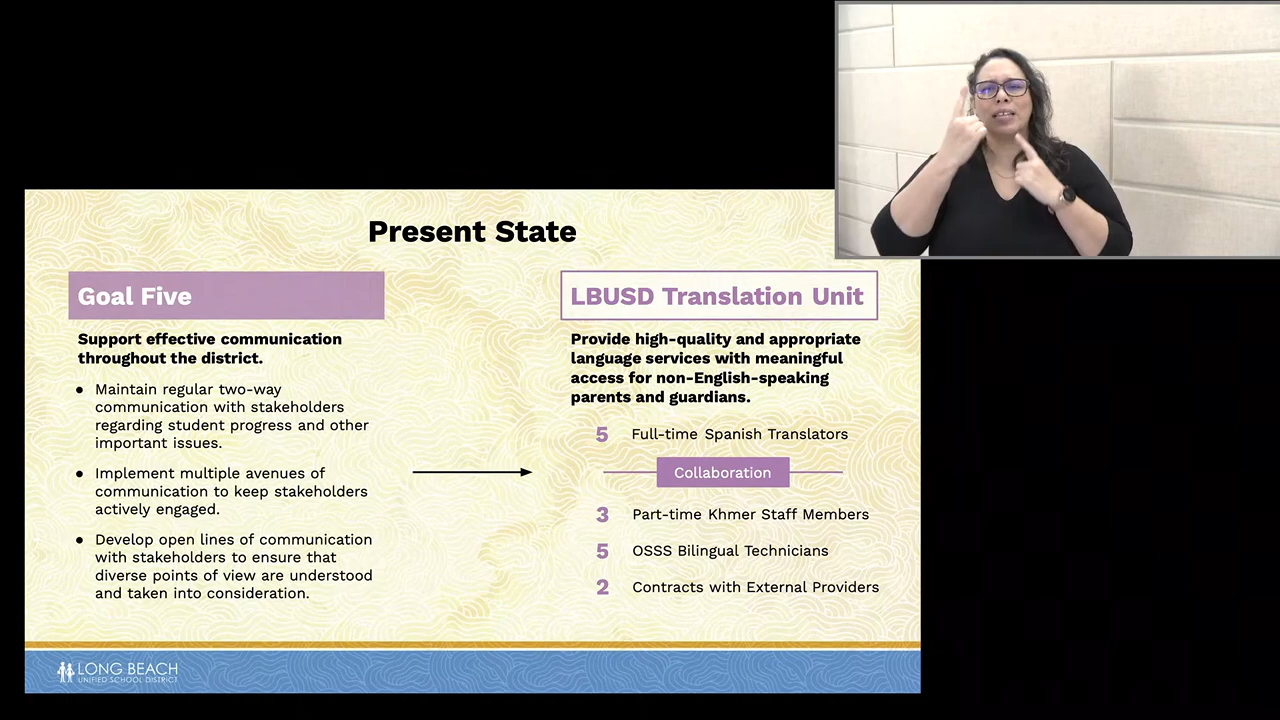 Present State
Goal Five
Support effective communication
throughout the district.
● Maintain regular two-way
communication with stakeholders
regarding student progress and other
important issues.
● Implement multiple avenues of
communication to keep stakeholders
actively engaged.
● Develop open lines of communication
with stakeholders to ensure that
diverse points of view are understood
and taken into consideration.
LBUSD Translation Unit
Provide high-quality and appropriate
language services with meaningful
access for non-English-speaking
parents and guardians.
5 Full-time Spanish Translators
Collaboration
3 Part-time Khmer Staff Members
5 OSSS Bilingual Technicians
2 Contracts with External Providers
LONG BEACH
UNIFIED SCHOOL DISTRICT